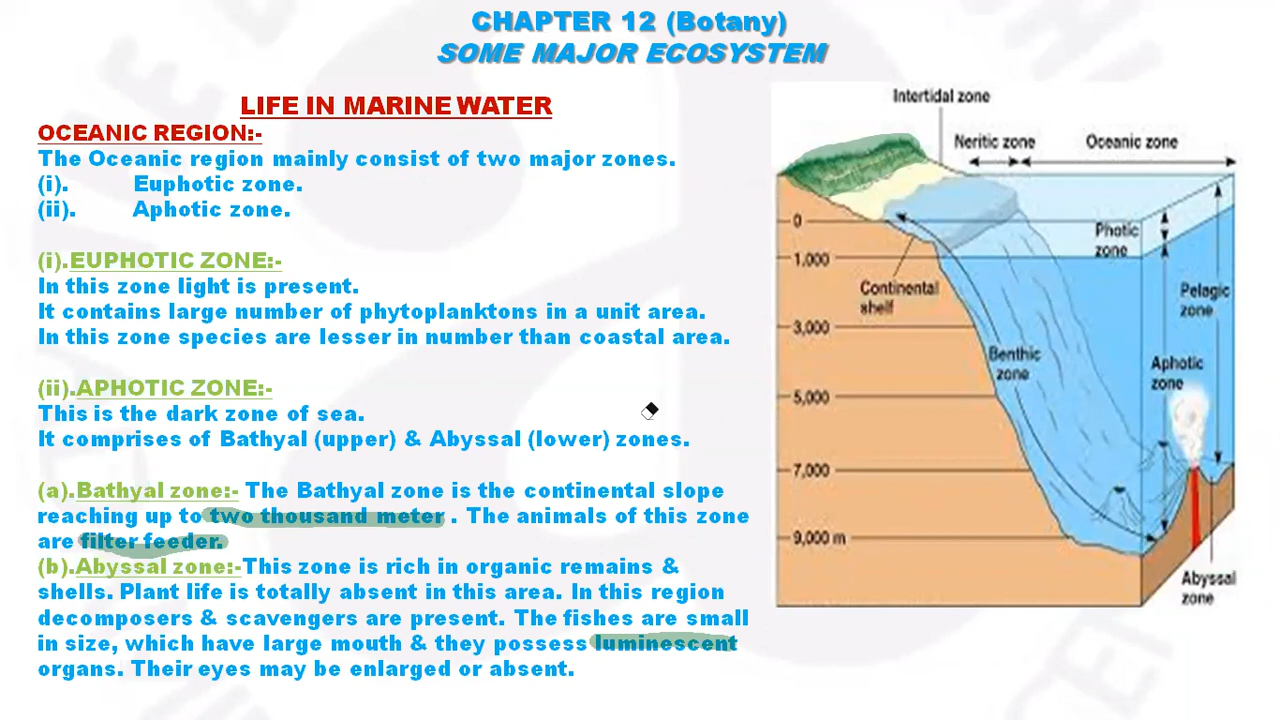 CHAPTER 12 (Botany)
SOME MAJOR ECOSYSTEM
LIFE IN MARINE WATER
OCEANIC REGION:-
The Oceanic region mainly consist of two major zones.
(i). Euphotic zone.
(ii). Aphotic zone.
(i).EUPHOTIC ZONE:-
In this zone light is present.
It contains large number of phytoplanktons in a unit area.
In this zone species are lesser in number than coastal area.
(ii).APHOTIC ZONE:-
This is the dark zone of sea.
It comprises of Bathyal (upper) & Abyssal (lower) zones.
(a).Bathyal zone:- The Bathyal zone is the continental slope
reaching up to two thousand meter . The animals of this zone
are filter feeder.
(b).Abyssal zone:-This zone is rich in organic remains &
shells. Plant life is totally absent in this area. In this region
decomposers & scavengers are present. The fishes are small
in size, which have large mouth & they possess luminescent
organs. Their eyes may be enlarged or absent.
Intertidal zone
Neritic zone
Oceanic zone
0
Photic
zone
1,000
Continental
shelf
Pelagic
zone
3,000
Benthic
zone
Aphotic
zone
5,000
7,000
9,000 m
Abyssal
zone